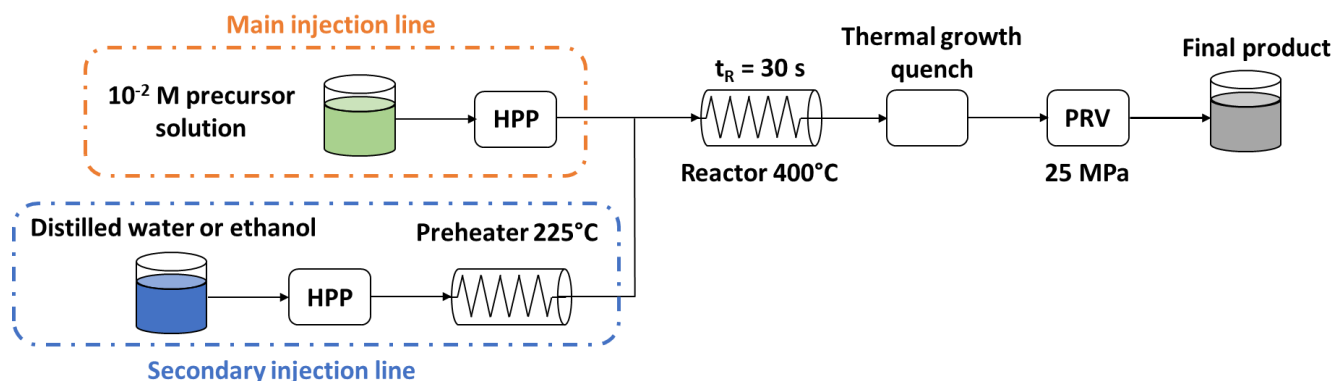 Main injection line
10⁻² M precursor
solution
HPP
Distilled water or ethanol
Preheater 225°C
HPP
Secondary injection line
tR = 30 s
Reactor 400°C
Thermal growth
quench
PRV
25 MPa
Final product